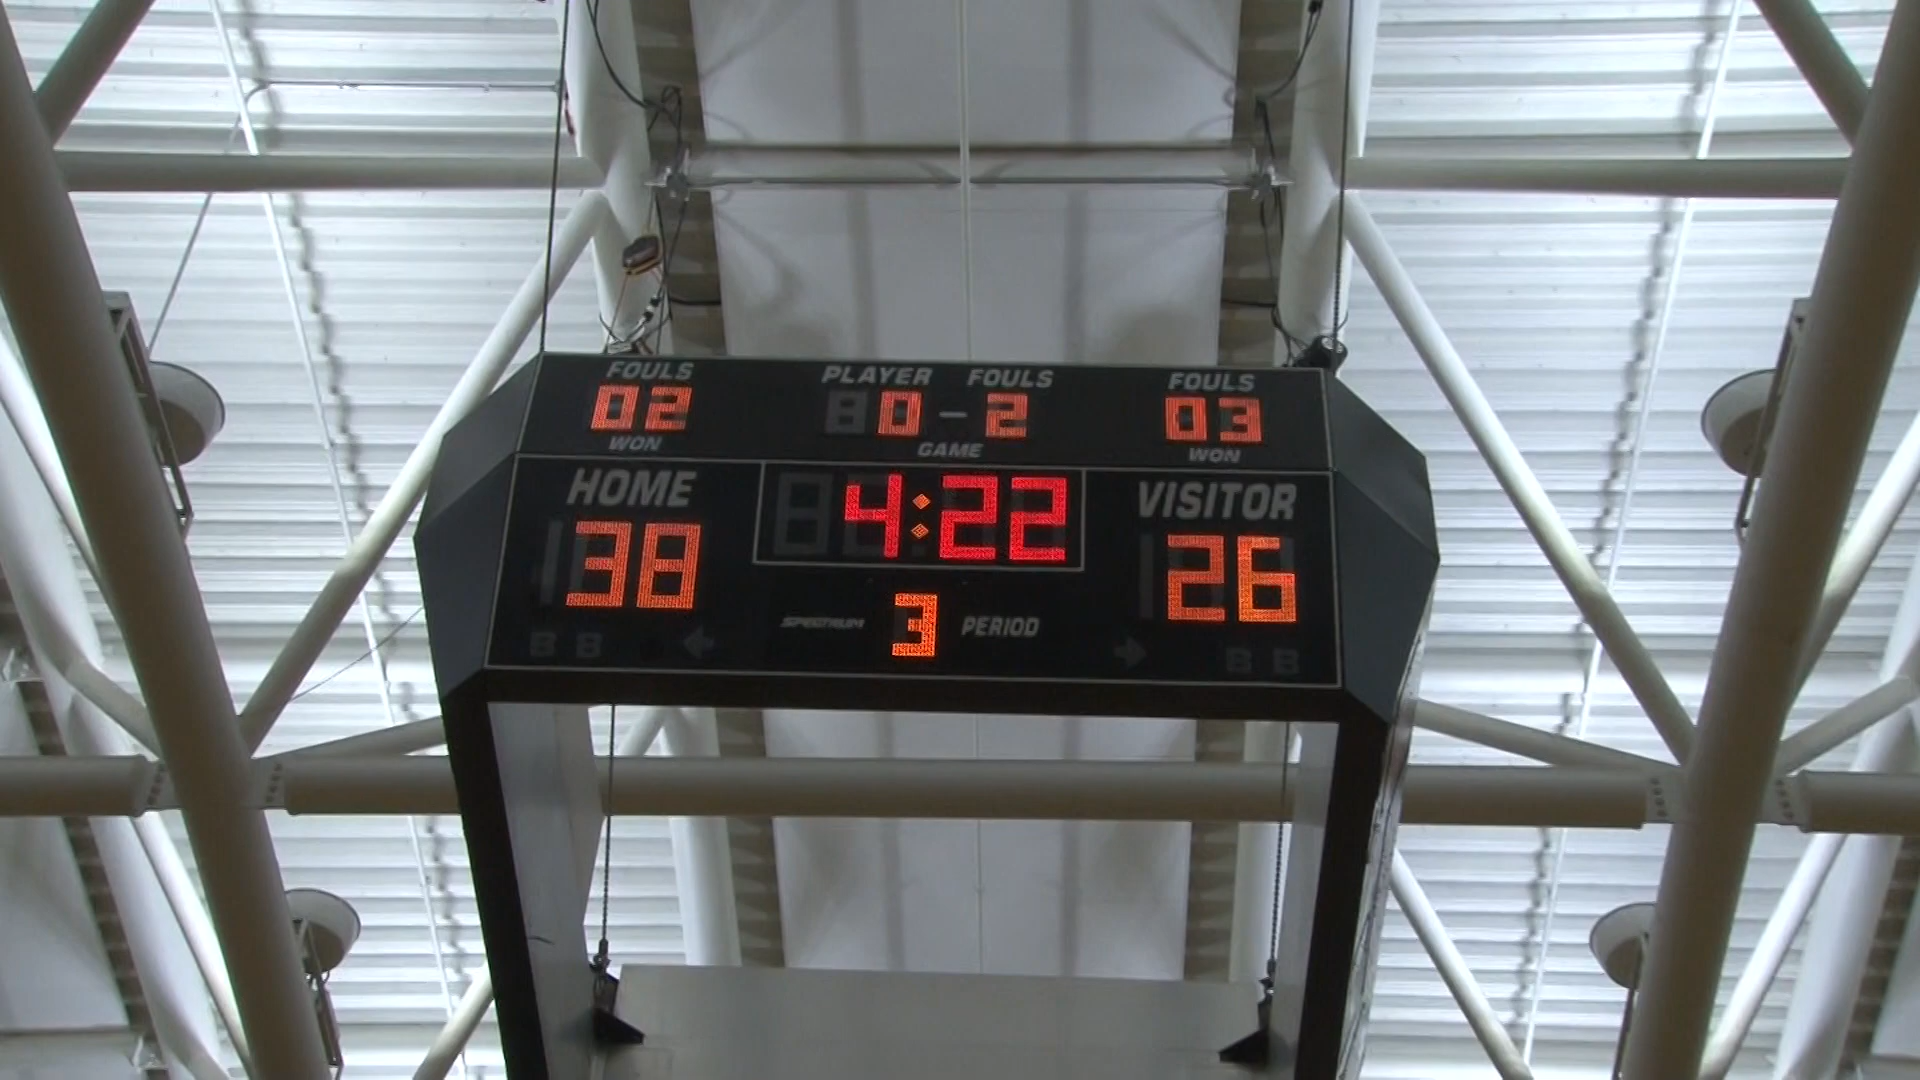 FOULS PLAYER FOULS FOULS
02 0 - 2 03
WON GAME WON
HOME 4:22 VISITOR
38 26
SPECTRUM 3 PERIOD